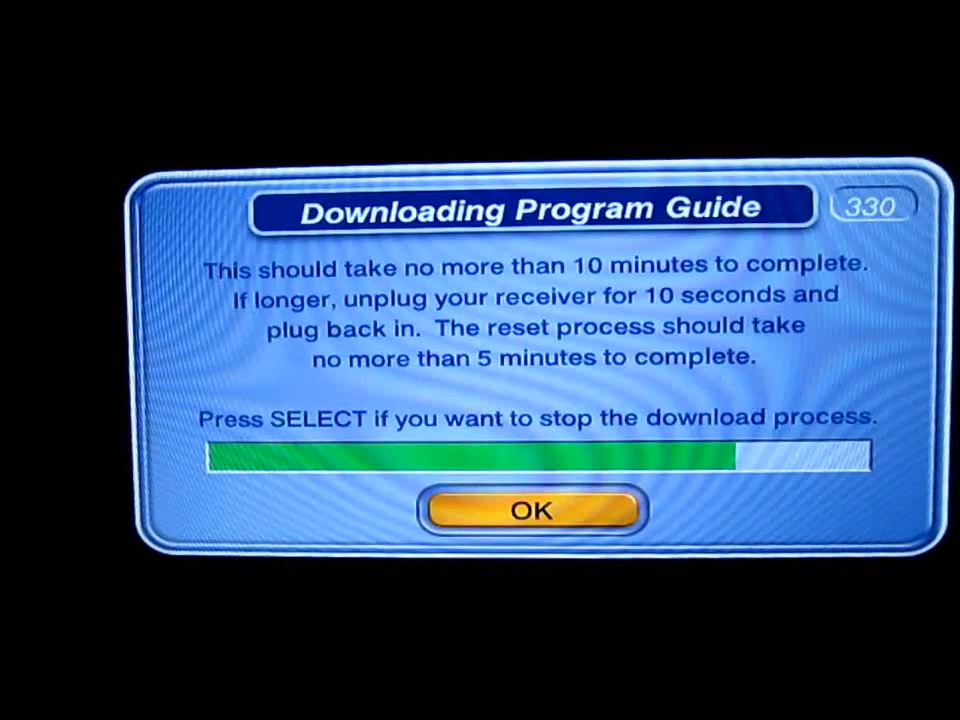 Downloading Program Guide
330
This should take no more than 10 minutes to complete.
If longer, unplug your receiver for 10 seconds and
plug back in. The reset process should take
no more than 5 minutes to complete.
Press SELECT if you want to stop the download process.
OK